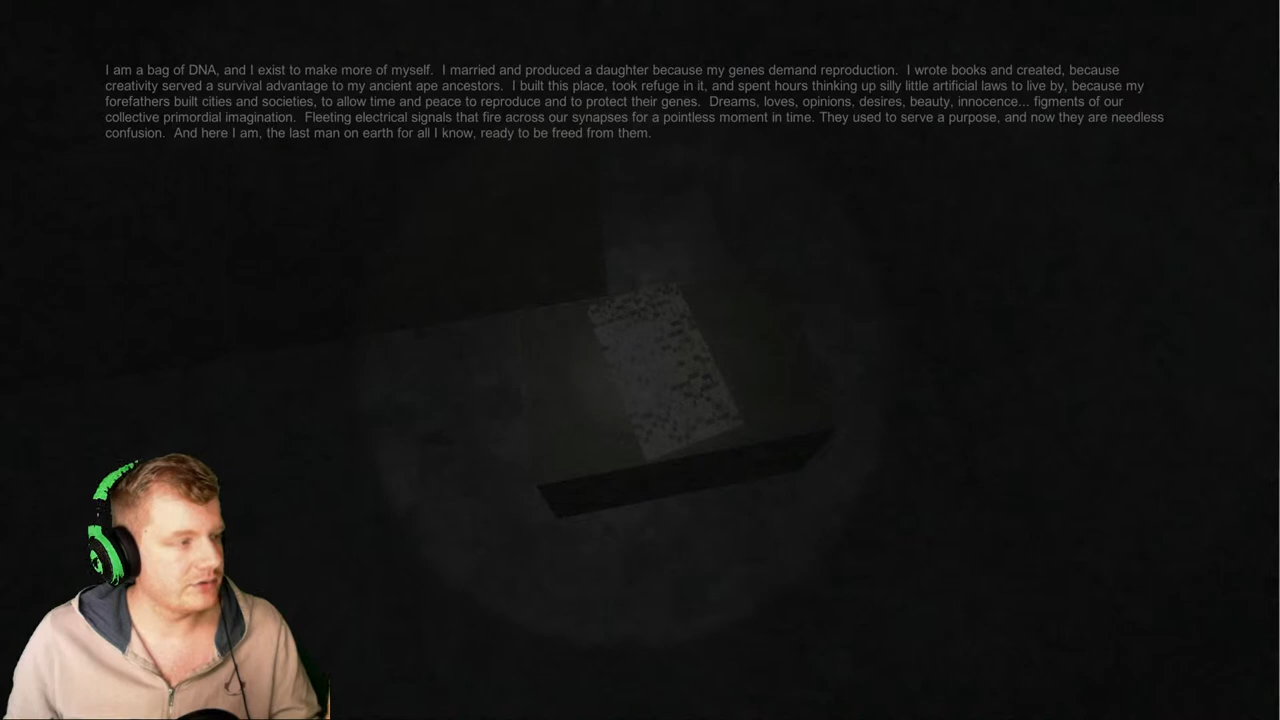 I am a bag of DNA, and I exist to make more of myself.  I married and produced a daughter because my genes demand reproduction.  I wrote books and created, because
creativity served a survival advantage to my ancient ape ancestors.  I built this place, took refuge in it, and spent hours thinking up silly little artificial laws to live by, because my
forefathers built cities and societies, to allow time and peace to reproduce and to protect their genes.  Dreams, loves, opinions, desires, beauty, innocence... figments of our
collective primordial imagination.  Fleeting electrical signals that fire across our synapses for a pointless moment in time. They used to serve a purpose, and now they are needless
confusion.  And here I am, the last man on earth for all I know, ready to be freed from them.